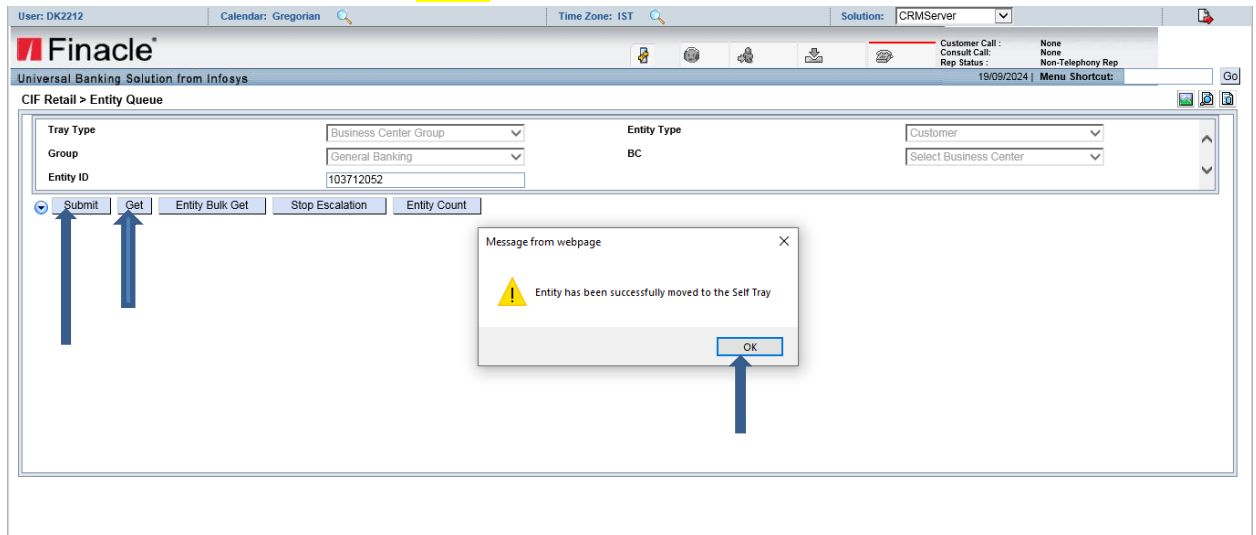 User: DK2212 Calendar: Gregorian Time Zone: IST Solution: CRMServer
Finacle
Customer Call : None
Consult Call: None
Rep Status : Non-Telephony Rep
Universal Banking Solution from Infosys 19/09/2024 | Menu Shortcut: Go
CIF Retail > Entity Queue
Tray Type Business Center Group Entity Type Customer
Group General Banking BC Select Business Center
Entity ID 103712052
Submit Get Entity Bulk Get Stop Escalation Entity Count
Message from webpage
Entity has been successfully moved to the Self Tray
OK